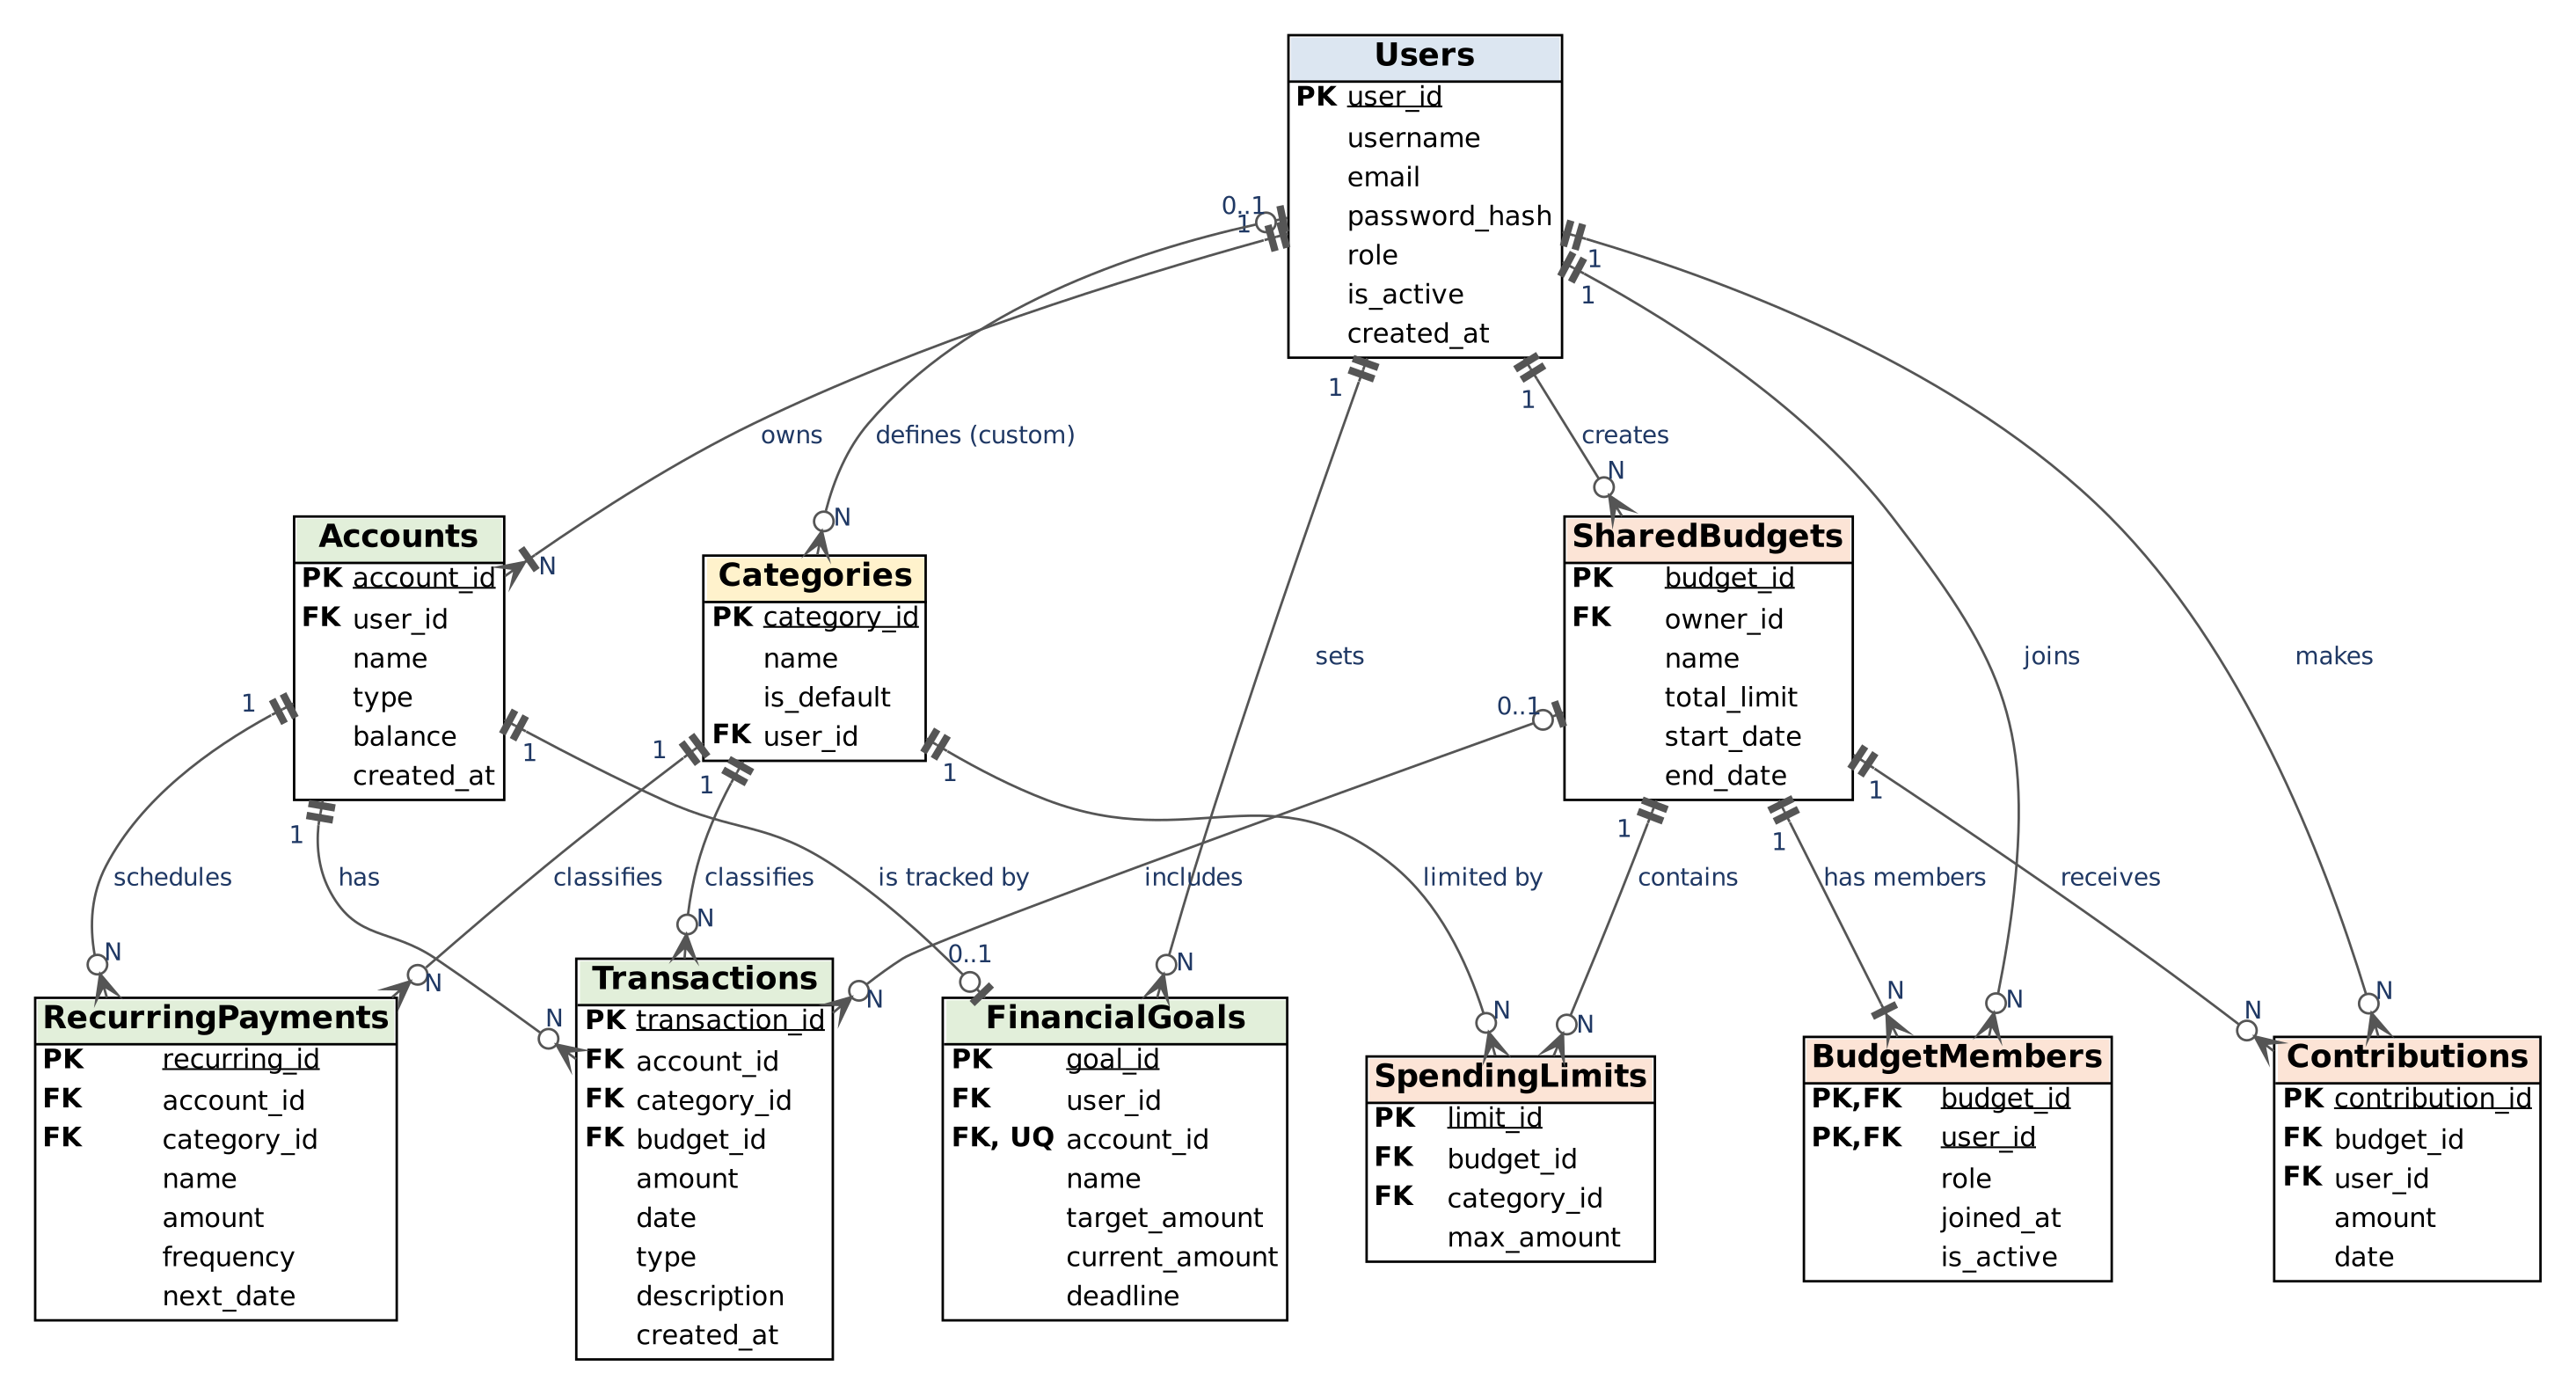 Users
PK user_id
username
email
password_hash
role
is_active
created_at
0..1
1
1
1
1
1
owns
defines (custom)
creates
N
N
N
sets
joins
makes
Accounts
PK account_id
FK user_id
name
type
balance
created_at
Categories
PK category_id
name
is_default
FK user_id
SharedBudgets
PK budget_id
FK owner_id
name
total_limit
start_date
end_date
1
1
1
1
1
1
0..1
1
1
1
schedules
has
classifies
classifies
is tracked by
includes
limited by
contains
has members
receives
N
N
N
N
N
0..1
N
N
N
N
N
N
N
RecurringPayments
PK recurring_id
FK account_id
FK category_id
name
amount
frequency
next_date
Transactions
PK transaction_id
FK account_id
FK category_id
FK budget_id
amount
date
type
description
created_at
FinancialGoals
PK goal_id
FK user_id
FK, UQ account_id
name
target_amount
current_amount
deadline
SpendingLimits
PK limit_id
FK budget_id
FK category_id
max_amount
BudgetMembers
PK,FK budget_id
PK,FK user_id
role
joined_at
is_active
Contributions
PK contribution_id
FK budget_id
FK user_id
amount
date